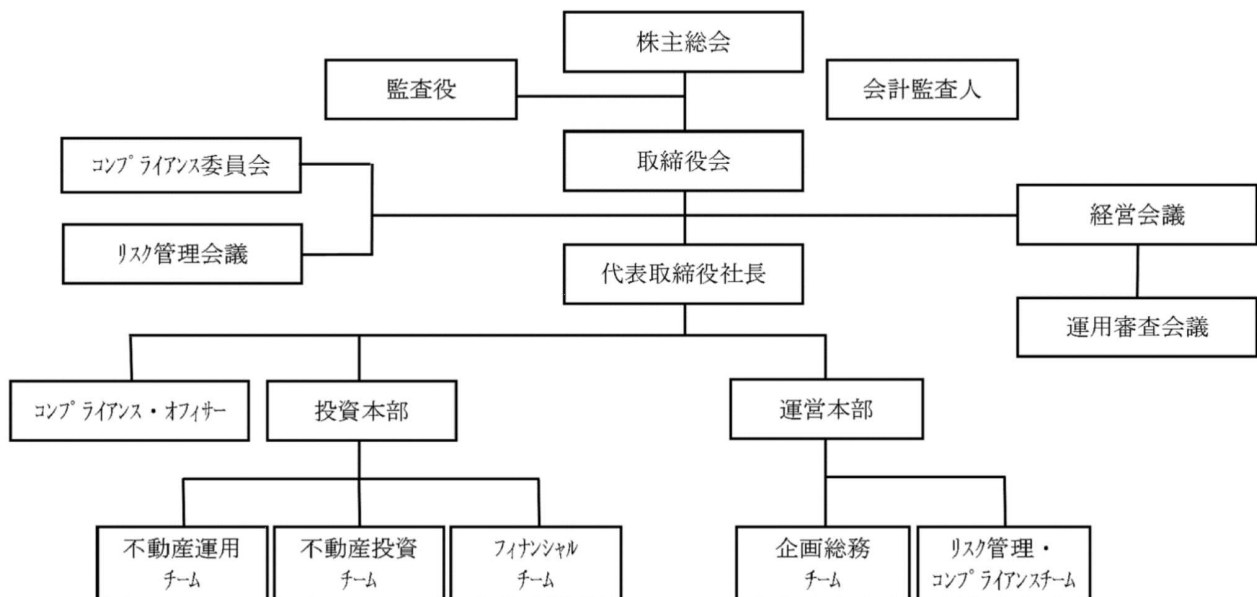 株主総会
監査役
会計監査人
取締役会
コンプライアンス委員会
経営会議
リスク管理会議
代表取締役社長
運用審査会議
コンプライアンス・オフィサー
投資本部
運営本部
不動産運用
チーム
不動産投資
チーム
フィナンシャル
チーム
企画総務
チーム
リスク管理・
コンプライアンスチーム